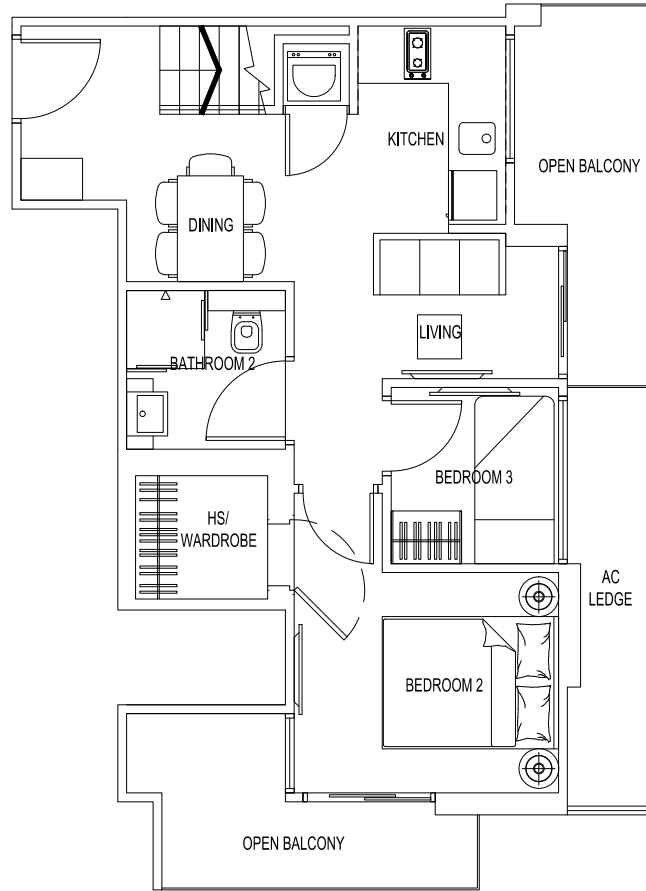 KITCHEN
OPEN BALCONY
DINING
LIVING
BATHROOM 2
BEDROOM 3
HS/
WARDROBE
AC
LEDGE
BEDROOM 2
OPEN BALCONY